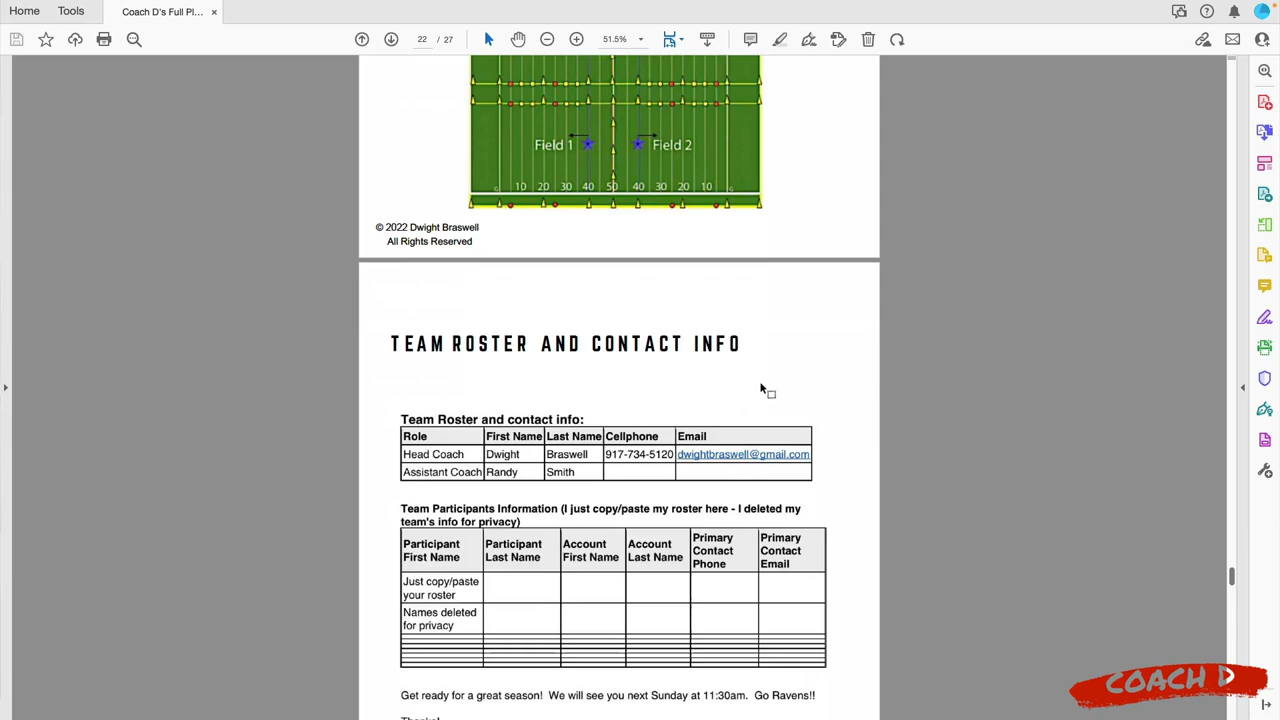 Home
Tools
Coach D's Full Pl...
22 / 27
51.5%
Field 1
Field 2
G 10 20 30 40 50 40 30 20 10 G
© 2022 Dwight Braswell
All Rights Reserved
TEAM ROSTER AND CONTACT INFO
Team Roster and contact info:
Role First Name Last Name Cellphone Email
Head Coach Dwight Braswell 917-734-5120 dwightbraswell@gmail.com
Assistant Coach Randy Smith
Team Participants Information (I just copy/paste my roster here - I deleted my
team's info for privacy)
Participant First Name
Participant Last Name
Account First Name
Account Last Name
Primary Contact Phone
Primary Contact Email
Just copy/paste
your roster
Names deleted
for privacy
Get ready for a great season! We will see you next Sunday at 11:30am. Go Ravens!!
Thanks!
COACH D